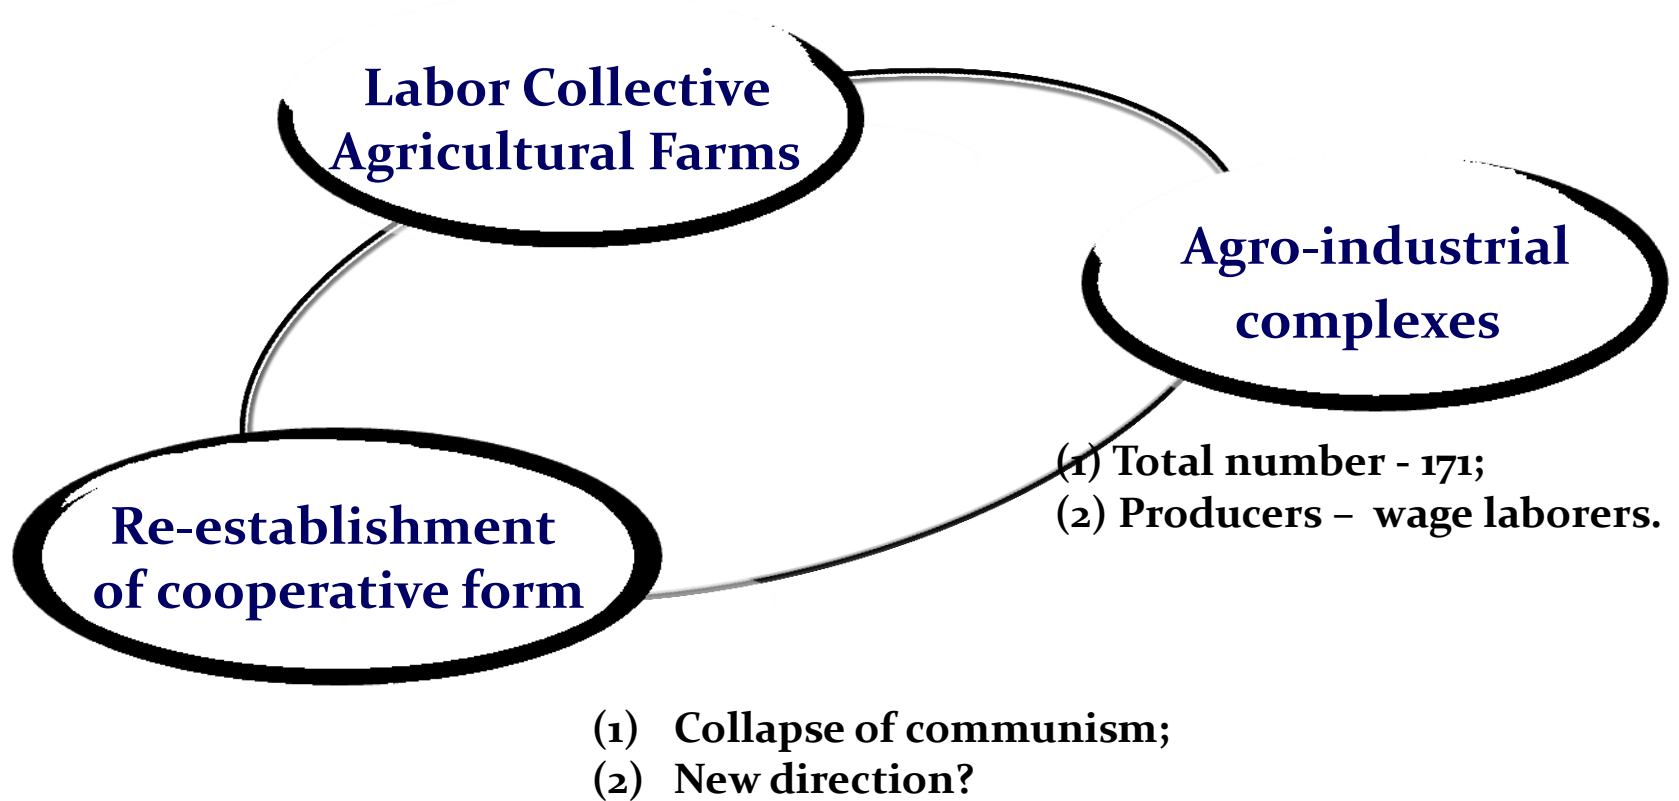 Labor Collective
Agricultural Farms
Agro-industrial
complexes
(1) Total number - 171;
(2) Producers – wage laborers.
Re-establishment
of cooperative form
(1) Collapse of communism;
(2) New direction?